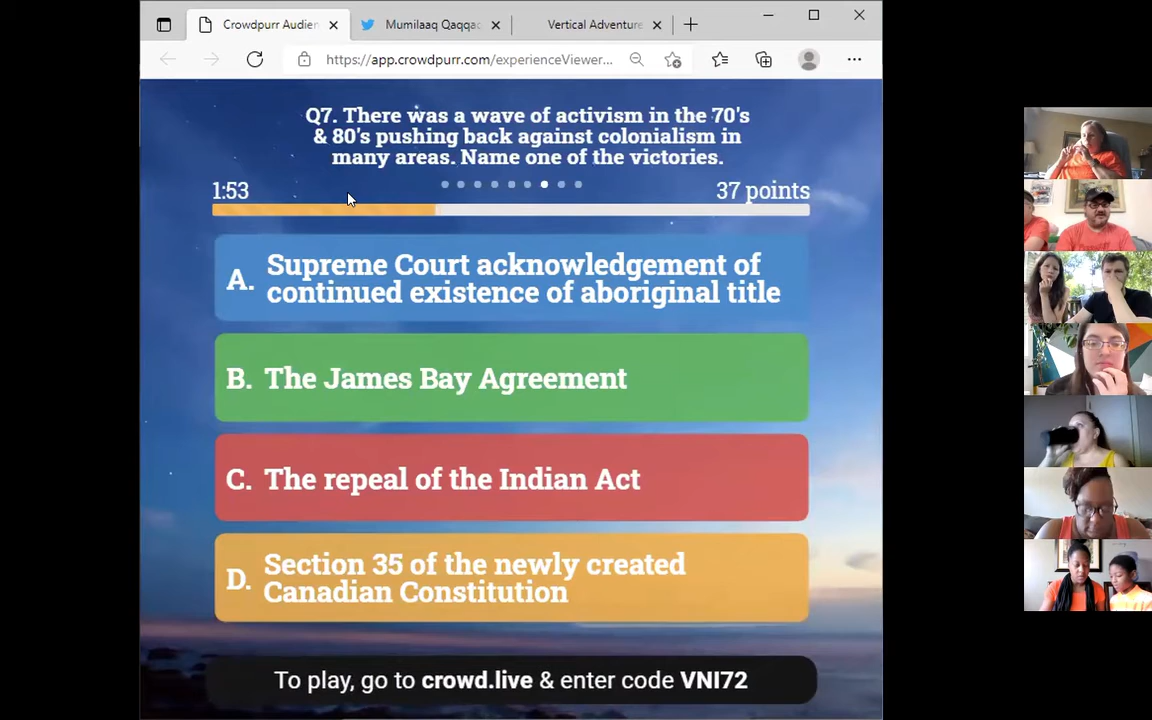 Crowdpurr Audien
Mumilaaq Qaqqaq
Vertical Adventure
https://app.crowdpurr.com/experienceViewer...
Q7. There was a wave of activism in the 70's
& 80's pushing back against colonialism in
many areas. Name one of the victories.
1:53
37 points
A. Supreme Court acknowledgement of
continued existence of aboriginal title
B. The James Bay Agreement
C. The repeal of the Indian Act
D. Section 35 of the newly created
Canadian Constitution
To play, go to crowd.live & enter code VNI72